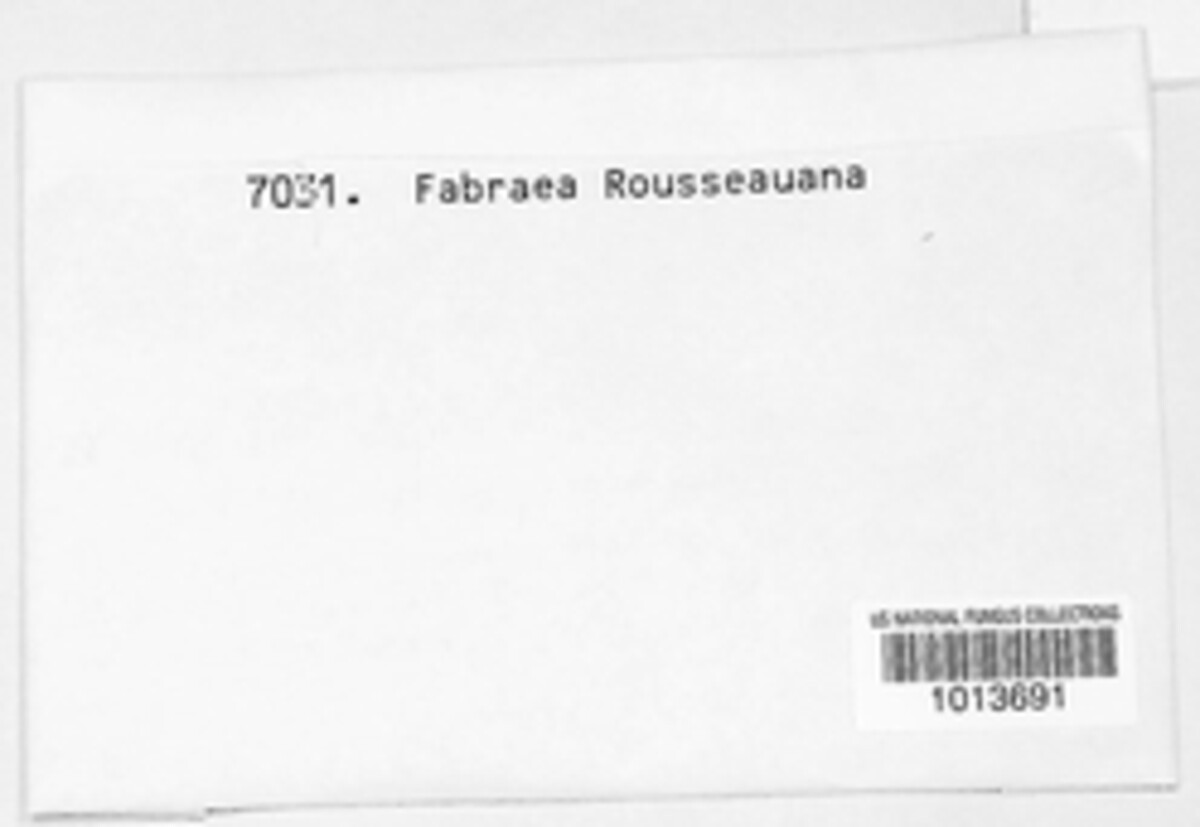 7031. Fabraea Rousseauana
US NATIONAL FUNGUS COLLECTIONS
1013691